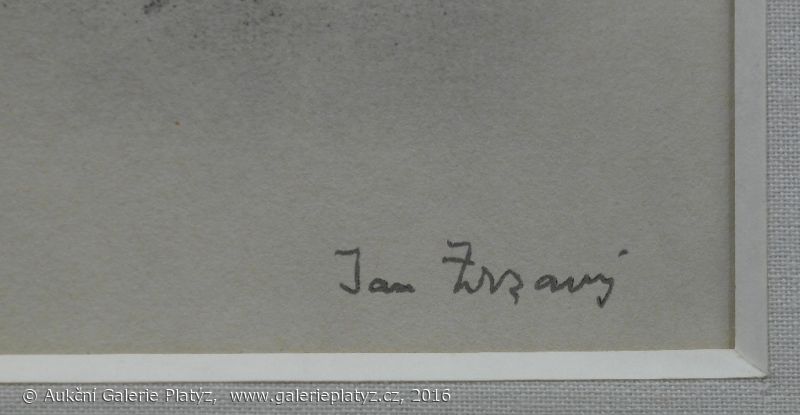 Jan Zrzavý
© Aukční Galerie Platýz, www.galerieplatyz.cz, 2016